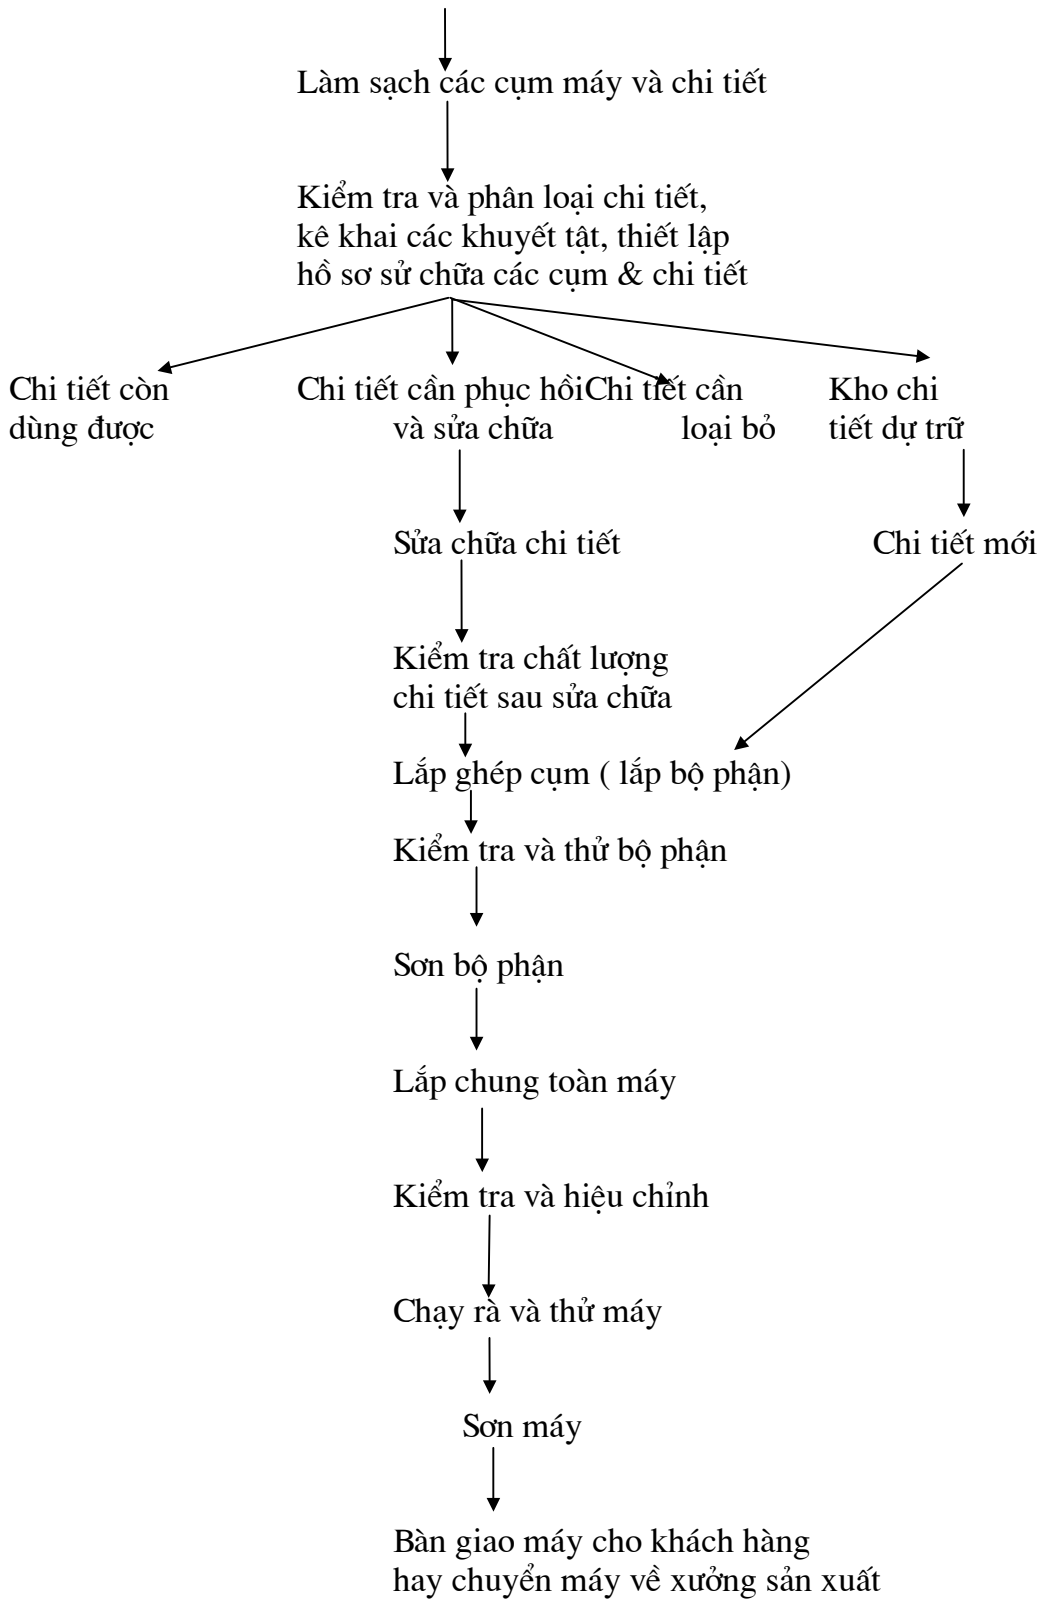 Làm sạch các cụm máy và chi tiết
Kiểm tra và phân loại chi tiết,
kê khai các khuyết tật, thiết lập
hồ sơ sử chữa các cụm & chi tiết
Chi tiết còn
dùng được
Chi tiết cần phục hồi
và sửa chữa
Chi tiết cần
loại bỏ
Kho chi
tiết dự trữ
Sửa chữa chi tiết
Chi tiết mới
Kiểm tra chất lượng
chi tiết sau sửa chữa
Lắp ghép cụm ( lắp bộ phận)
Kiểm tra và thử bộ phận
Sơn bộ phận
Lắp chung toàn máy
Kiểm tra và hiệu chỉnh
Chạy rà và thử máy
Sơn máy
Bàn giao máy cho khách hàng
hay chuyển máy về xưởng sản xuất